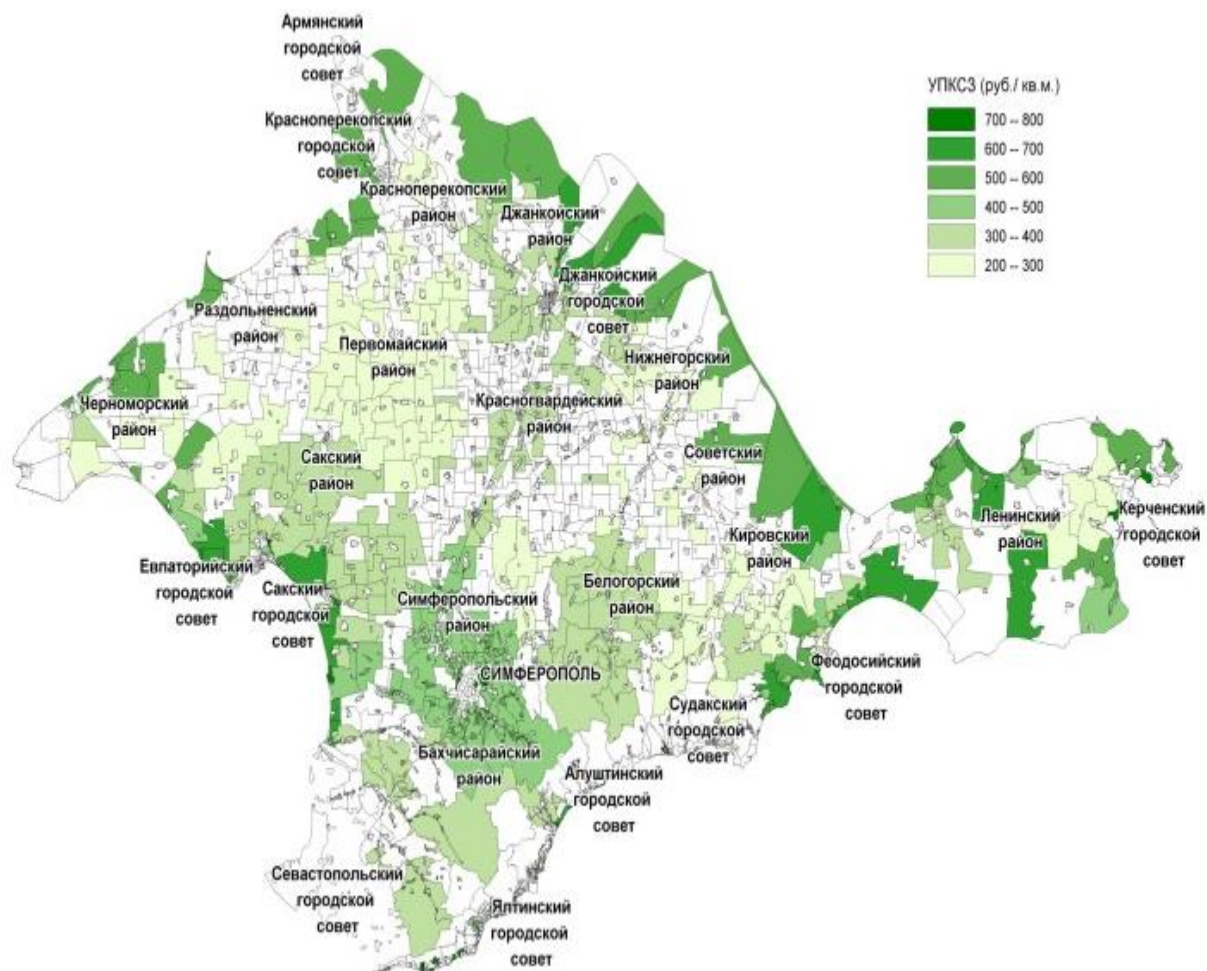 Армянский
городской
совет
УПКСЗ (руб./ кв.м.)
700 -- 800
600 -- 700
500 -- 600
400 -- 500
300 -- 400
200 -- 300
Красноперекопский
городской
совет
Красноперекопский
район
Джанкойский
район
Джанкойский
городской
совет
Раздольненский
район
Первомайский
район
Нижнегорский
район
Черноморский
район
Красногвардейский
район
Сакский
район
Советский
район
Ленинский
район
Керченский
городской
совет
Кировский
район
Евпаторийский
городской
совет
Сакский
городской
совет
Симферопольский
район
Белогорский
район
СИМФЕРОПОЛЬ
Феодосийский
городской
совет
Судакский
городской
совет
Бахчисарайский
район
Алуштинский
городской
совет
Севастопольский
городской
совет
Ялтинский
городской
совет